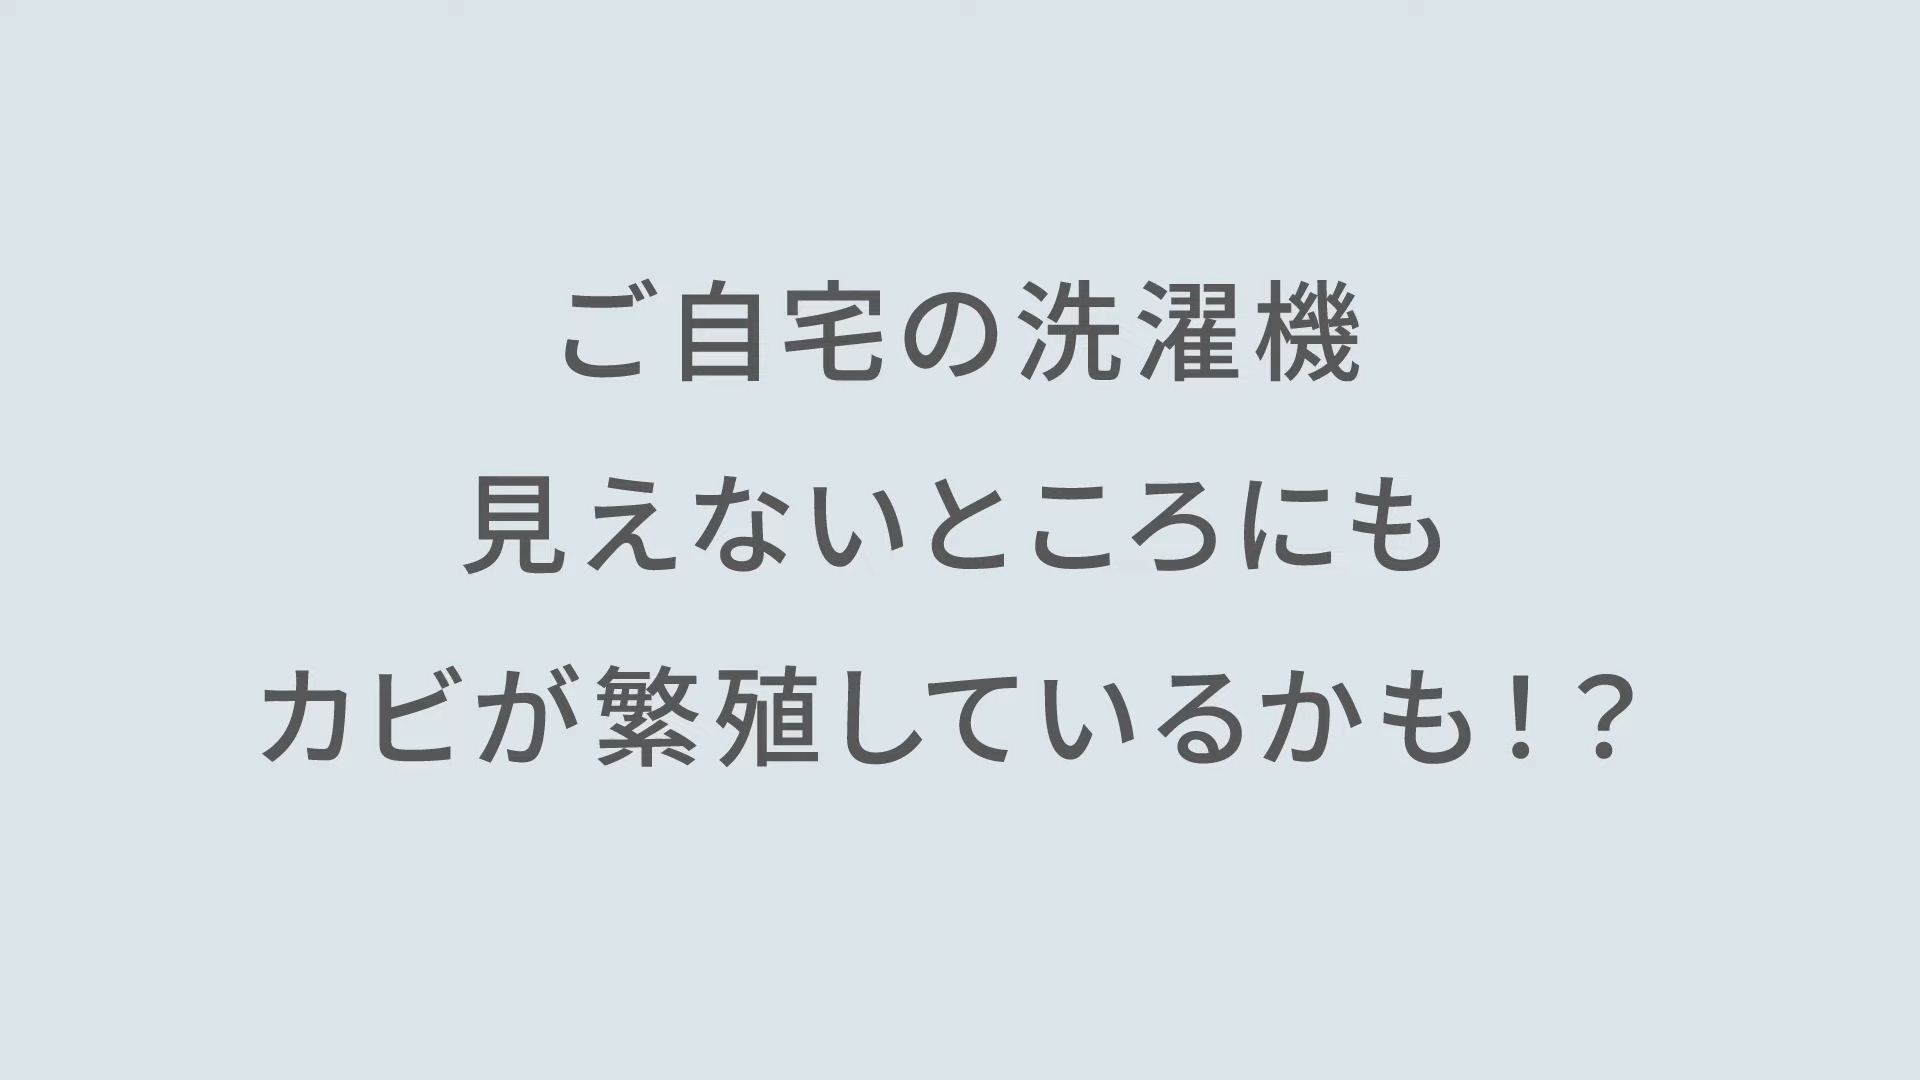 ご自宅の洗濯機
見えないところにも
カビが繁殖しているかも！？